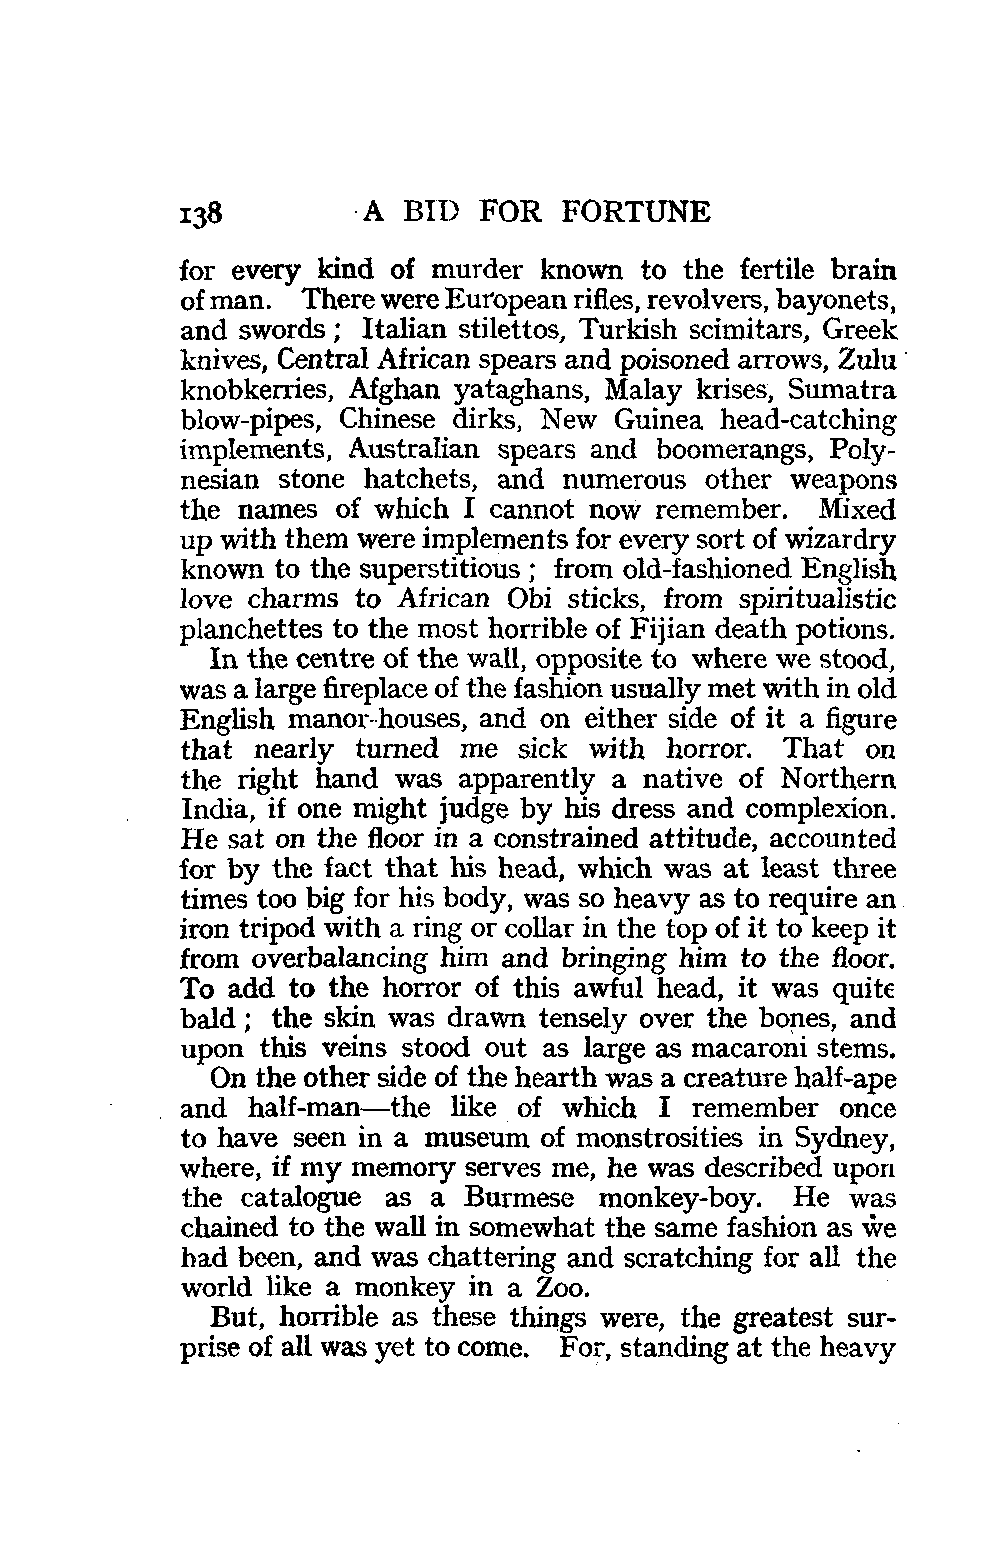 138 A BID FOR FORTUNE
for every kind of murder known to the fertile brain
of man. There were European rifles, revolvers, bayonets,
and swords ; Italian stilettos, Turkish scimitars, Greek
knives, Central African spears and poisoned arrows, Zulu
knobkerries, Afghan yataghans, Malay krises, Sumatra
blow-pipes, Chinese dirks, New Guinea head-catching
implements, Australian spears and boomerangs, Poly-
nesian stone hatchets, and numerous other weapons
the names of which I cannot now remember. Mixed
up with them were implements for every sort of wizardry
known to the superstitious ; from old-fashioned English
love charms to African Obi sticks, from spiritualistic
planchettes to the most horrible of Fijian death potions.
In the centre of the wall, opposite to where we stood,
was a large fireplace of the fashion usually met with in old
English manor-houses, and on either side of it a figure
that nearly turned me sick with horror. That on
the right hand was apparently a native of Northern
India, if one might judge by his dress and complexion.
He sat on the floor in a constrained attitude, accounted
for by the fact that his head, which was at least three
times too big for his body, was so heavy as to require an
iron tripod with a ring or collar in the top of it to keep it
from overbalancing him and bringing him to the floor.
To add to the horror of this awful head, it was quite
bald ; the skin was drawn tensely over the bones, and
upon this veins stood out as large as macaroni stems.
On the other side of the hearth was a creature half-ape
and half-man—the like of which I remember once
to have seen in a museum of monstrosities in Sydney,
where, if my memory serves me, he was described upon
the catalogue as a Burmese monkey-boy. He was
chained to the wall in somewhat the same fashion as we
had been, and was chattering and scratching for all the
world like a monkey in a Zoo.
But, horrible as these things were, the greatest sur-
prise of all was yet to come. For, standing at the heavy